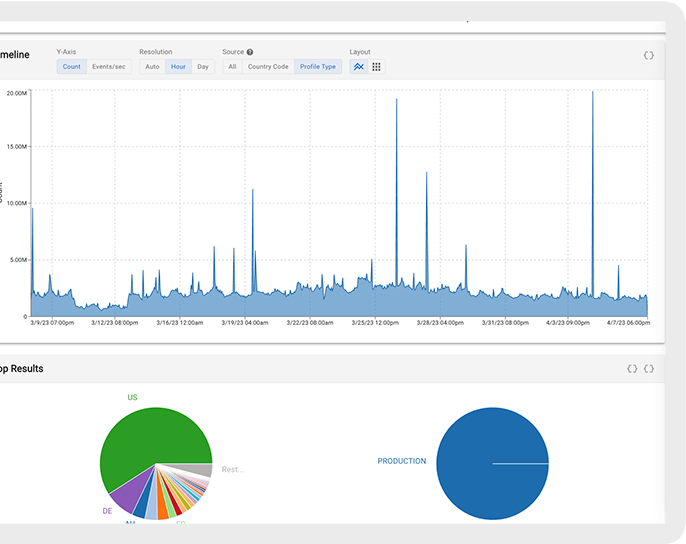 meline
Y-Axis Resolution Source ? Layout
Count Events/sec Auto Hour Day All Country Code Profile Type
20.00M
15.00M
10.00M
5.00M
0
3/9/23 07:00pm 3/12/23 08:00pm 3/16/23 12:00am 3/19/23 04:00am 3/22/23 08:00am 3/25/23 12:00pm 3/28/23 04:00pm 3/31/23 08:00pm 4/3/23 09:00pm 4/7/23 06:00pm
op Results
US
PRODUCTION
Rest...
DE